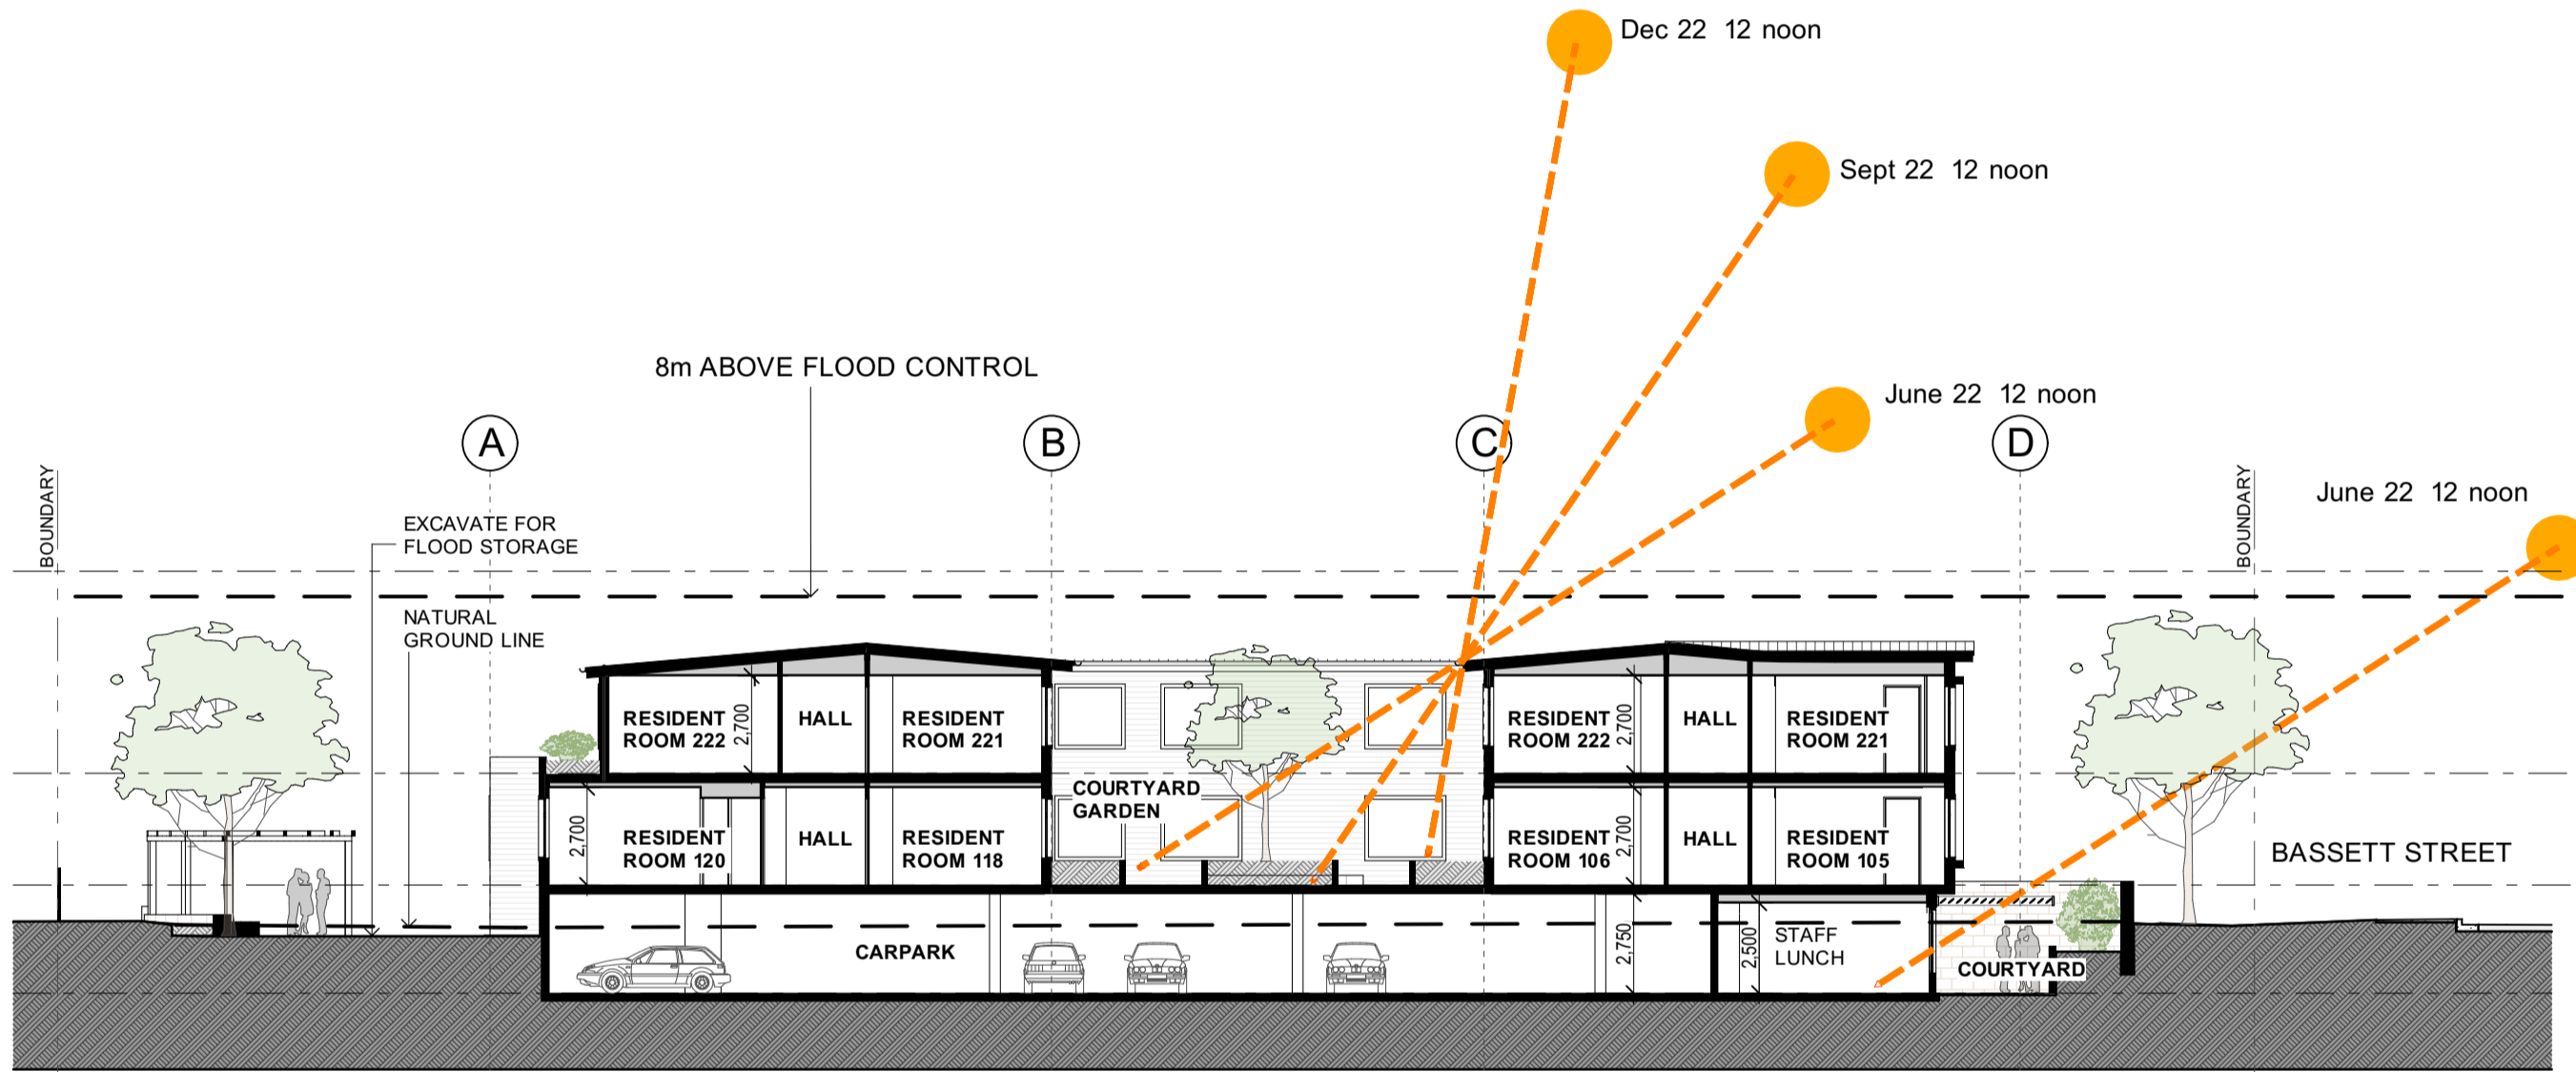 Dec 22 12 noon
Sept 22 12 noon
8m ABOVE FLOOD CONTROL
June 22 12 noon
A
B
C
D
BOUNDARY
BOUNDARY
June 22 12 noon
EXCAVATE FOR
FLOOD STORAGE
NATURAL
GROUND LINE
RESIDENT
ROOM 222
2,700
HALL
RESIDENT
ROOM 221
RESIDENT
ROOM 222
2,700
HALL
RESIDENT
ROOM 221
COURTYARD
GARDEN
2,700
RESIDENT
ROOM 120
HALL
RESIDENT
ROOM 118
RESIDENT
ROOM 106
2,700
HALL
RESIDENT
ROOM 105
BASSETT STREET
CARPARK
2,750
2,500
STAFF
LUNCH
COURTYARD